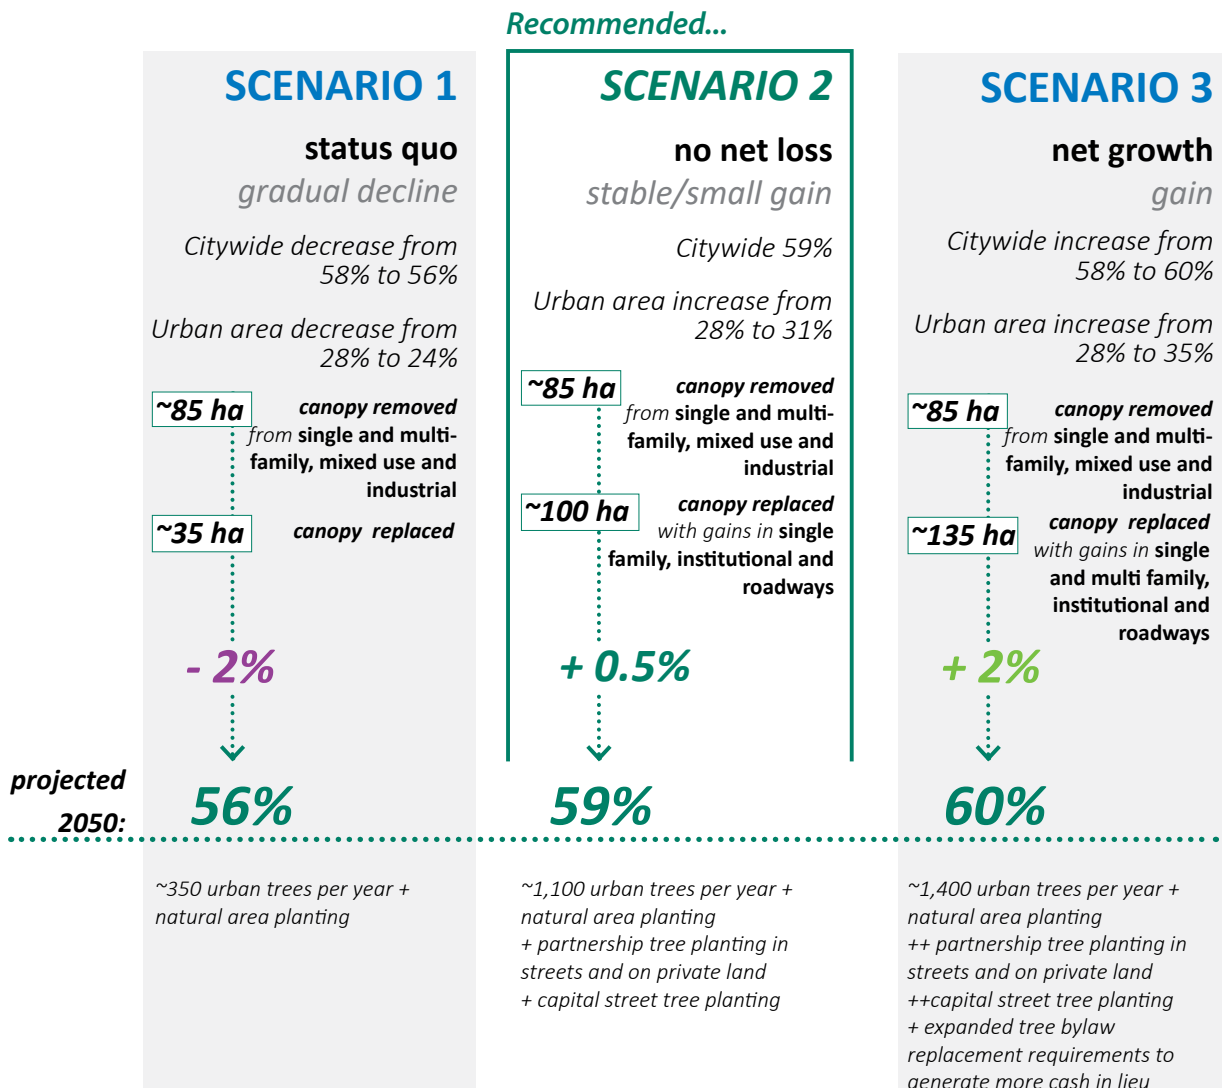 Recommended...
SCENARIO 1
status quo
gradual decline
Citywide decrease from
58% to 56%
Urban area decrease from
28% to 24%
~85 ha
canopy removed
from single and multi-
family, mixed use and
industrial
~35 ha
canopy replaced
- 2%
SCENARIO 2
no net loss
stable/small gain
Citywide 59%
Urban area increase from
28% to 31%
~85 ha
canopy removed
from single and multi-
family, mixed use and
industrial
~100 ha
canopy replaced
with gains in single
family, institutional and
roadways
+ 0.5%
SCENARIO 3
net growth
gain
Citywide increase from
58% to 60%
Urban area increase from
28% to 35%
~85 ha
canopy removed
from single and multi-
family, mixed use and
industrial
~135 ha
canopy replaced
with gains in single
and multi family,
institutional and
roadways
+ 2%
projected
2050:
56%
59%
60%
~350 urban trees per year +
natural area planting
~1,100 urban trees per year +
natural area planting
+ partnership tree planting in
streets and on private land
+ capital street tree planting
~1,400 urban trees per year +
natural area planting
++ partnership tree planting in
streets and on private land
++capital street tree planting
+ expanded tree bylaw
replacement requirements to
generate more cash in lieu